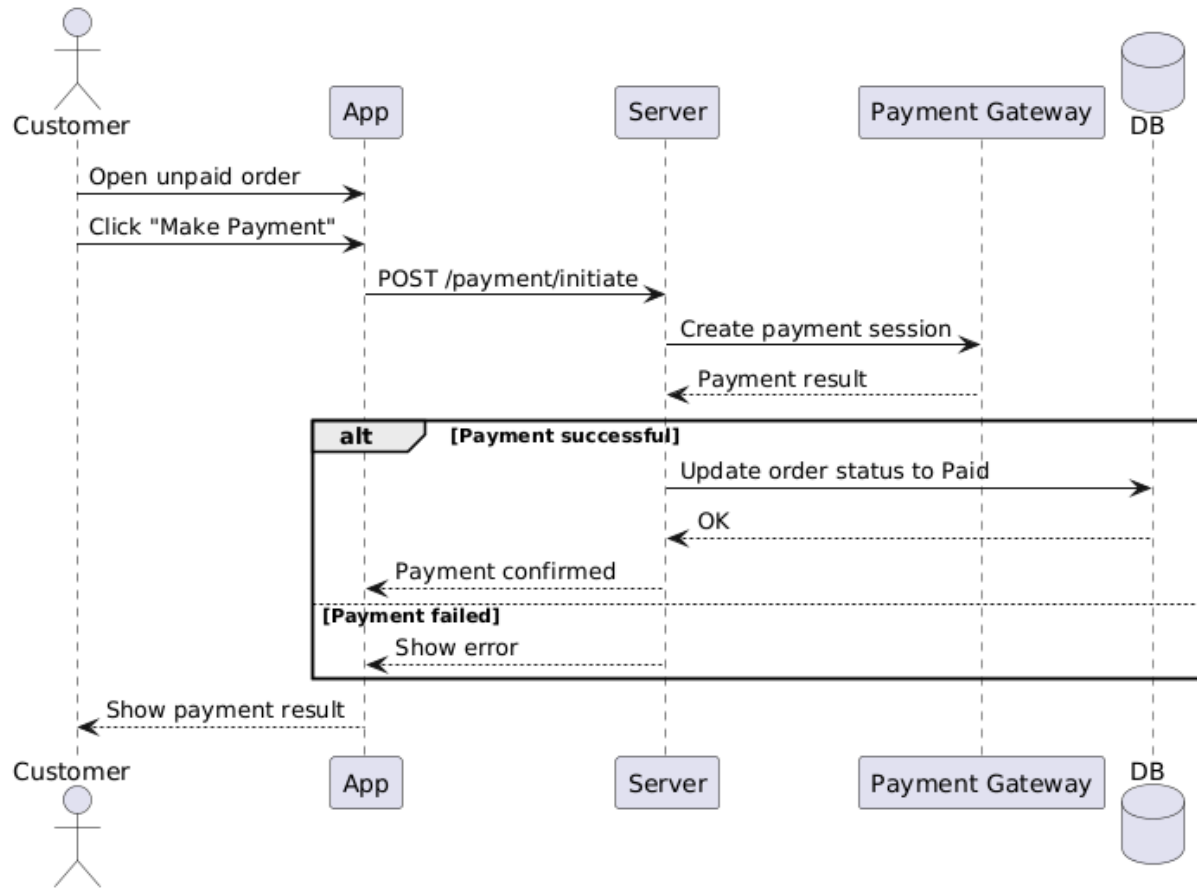 Customer
App
Server
Payment Gateway
DB
Open unpaid order
Click "Make Payment"
POST /payment/initiate
Create payment session
Payment result
alt
[Payment successful]
Update order status to Paid
OK
Payment confirmed
[Payment failed]
Show error
Show payment result
Customer
App
Server
Payment Gateway
DB